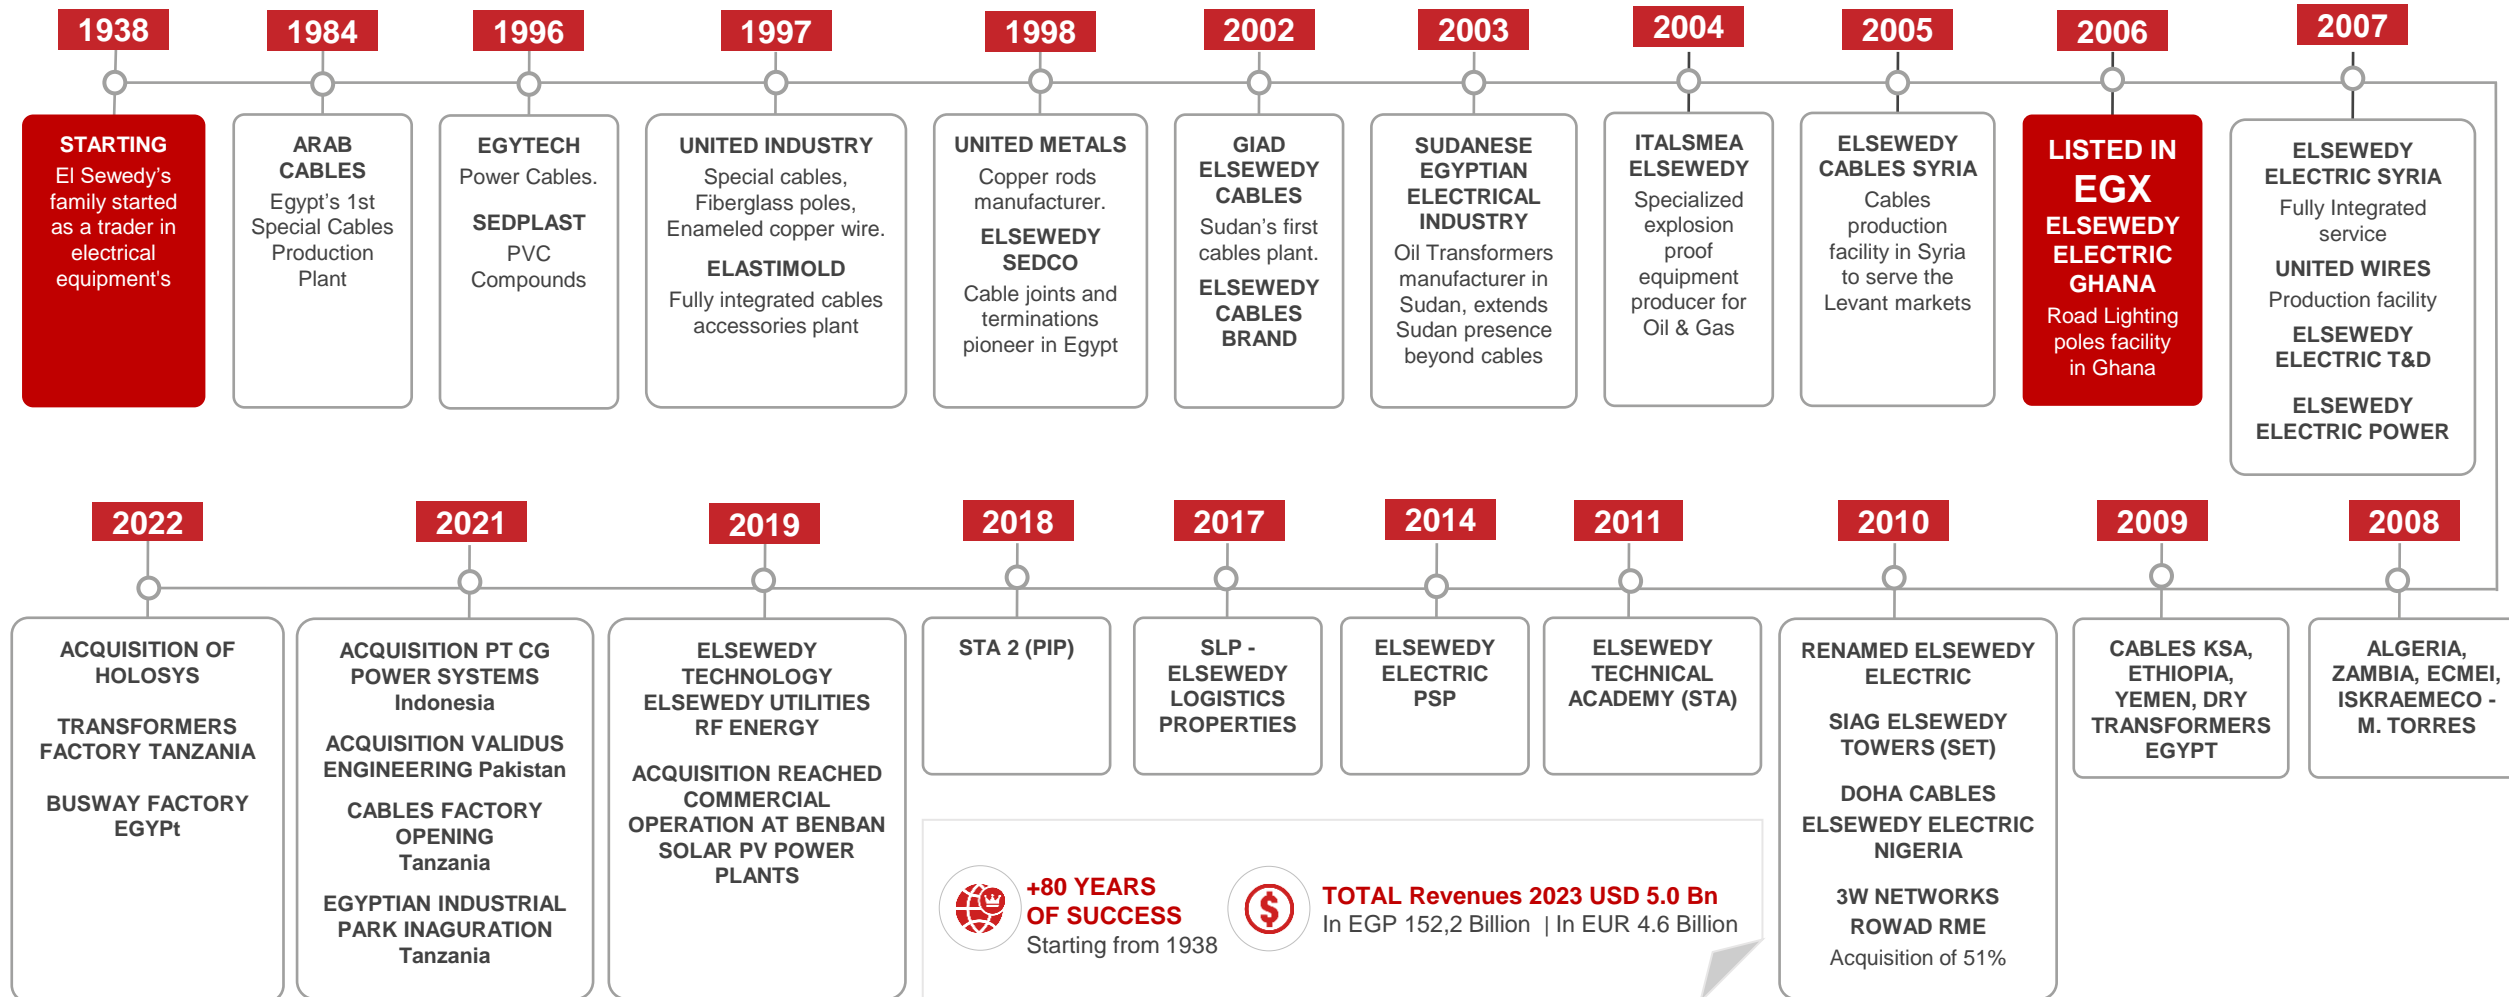 1938
STARTING
El Sewedy's
family started
as a trader in
electrical
equipment's
1984
ARAB
CABLES
Egypt's 1st
Special Cables
Production
Plant
1996
EGYTECH
Power Cables.
SEDPLAST
PVC
Compounds
1997
UNITED INDUSTRY
Special cables,
Fiberglass poles,
Enameled copper wire.
ELASTIMOLD
Fully integrated cables
accessories plant
1998
UNITED METALS
Copper rods
manufacturer.
ELSEWEDY
SEDCO
Cable joints and
terminations
pioneer in Egypt
2002
GIAD
ELSEWEDY
CABLES
Sudan's first
cables plant.
ELSEWEDY
CABLES
BRAND
2003
SUDANESE
EGYPTIAN
ELECTRICAL
INDUSTRY
Oil Transformers
manufacturer in
Sudan, extends
Sudan presence
beyond cables
2004
ITALSMEA
ELSEWEDY
Specialized
explosion
proof
equipment
producer for
Oil & Gas
2005
ELSEWEDY
CABLES SYRIA
Cables
production
facility in Syria
to serve the
Levant markets
2006
LISTED IN
EGX
ELSEWEDY
ELECTRIC
GHANA
Road Lighting
poles facility
in Ghana
2007
ELSEWEDY
ELECTRIC SYRIA
Fully Integrated
service
UNITED WIRES
Production facility
ELSEWEDY
ELECTRIC T&D
ELSEWEDY
ELECTRIC POWER
2022
ACQUISITION OF
HOLOSYS
TRANSFORMERS
FACTORY TANZANIA
BUSWAY FACTORY
EGYPt
2021
ACQUISITION PT CG
POWER SYSTEMS
Indonesia
ACQUISITION VALIDUS
ENGINEERING Pakistan
CABLES FACTORY
OPENING
Tanzania
EGYPTIAN INDUSTRIAL
PARK INAGURATION
Tanzania
2019
ELSEWEDY
TECHNOLOGY
ELSEWEDY UTILITIES
RF ENERGY
ACQUISITION REACHED
COMMERCIAL
OPERATION AT BENBAN
SOLAR PV POWER
PLANTS
2018
STA 2 (PIP)
2017
SLP -
ELSEWEDY
LOGISTICS
PROPERTIES
2014
ELSEWEDY
ELECTRIC
PSP
2011
ELSEWEDY
TECHNICAL
ACADEMY (STA)
2010
RENAMED ELSEWEDY
ELECTRIC
SIAG ELSEWEDY
TOWERS (SET)
DOHA CABLES
ELSEWEDY ELECTRIC
NIGERIA
3W NETWORKS
ROWAD RME
Acquisition of 51%
2009
CABLES KSA,
ETHIOPIA,
YEMEN, DRY
TRANSFORMERS
EGYPT
2008
ALGERIA,
ZAMBIA, ECMEI,
ISKRAEMECO -
M. TORRES
+80 YEARS
OF SUCCESS
Starting from 1938
$
TOTAL Revenues 2023 USD 5.0 Bn
In EGP 152,2 Billion | In EUR 4.6 Billion